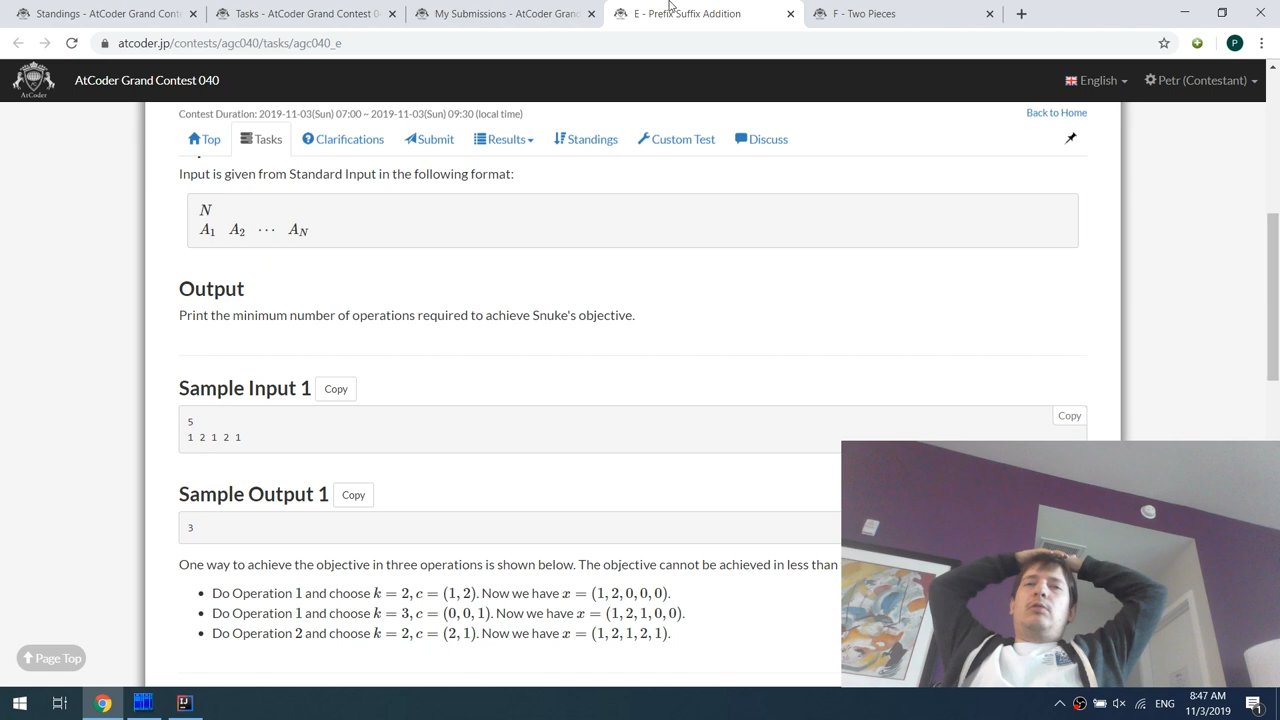 Standings - AtCoder Grand Contest
Tasks - AtCoder Grand Contest 0
My Submissions - AtCoder Gran
E - Prefix Suffix Addition
F - Two Pieces
atcoder.jp/contests/agc040/tasks/agc040_e
P
AtCoder
AtCoder Grand Contest 040
English
Petr (Contestant)
Contest Duration: 2019-11-03(Sun) 07:00 ~ 2019-11-03(Sun) 09:30 (local time)
Back to Home
Top
Tasks
Clarifications
Submit
Results
Standings
Custom Test
Discuss
Input is given from Standard Input in the following format:
N
A1 A2 ⋯ AN
Output
Print the minimum number of operations required to achieve Snuke's objective.
Sample Input 1
Copy
Copy
5
1 2 1 2 1
Sample Output 1
Copy
3
One way to achieve the objective in three operations is shown below. The objective cannot be achieved in less than
Do Operation 1 and choose k = 2, c = (1, 2). Now we have x = (1, 2, 0, 0, 0).
Do Operation 1 and choose k = 3, c = (0, 0, 1). Now we have x = (1, 2, 1, 0, 0).
Do Operation 2 and choose k = 2, c = (2, 1). Now we have x = (1, 2, 1, 2, 1).
Page Top
ENG
8:47 AM
11/3/2019
1